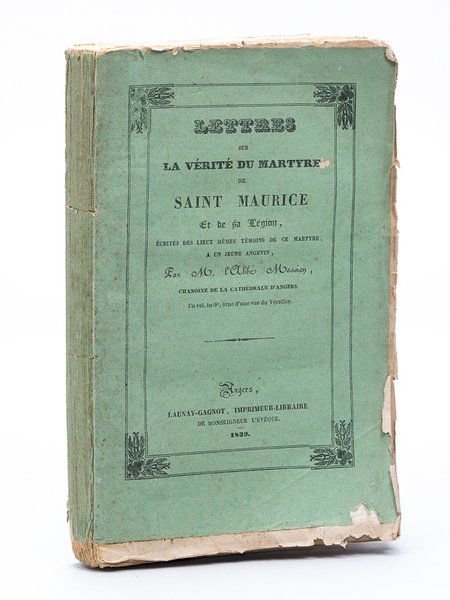 LETTRES
SUR
LA VÉRITÉ DU MARTYRE
DE
SAINT MAURICE
Et de sa Légion,
ÉCRITES DES LIEUX MÊMES TÉMOINS DE CE MARTYRE,
A UN JEUNE ANGEVIN,
Par M. l'Abbé
CHANOINE DE LA CATHÉDRALE D'ANGERS.
Un vol. in-8°, orné d'une vue du Vérolley.
Angers,
LAUNAY-GAGNOT, IMPRIMEUR-LIBRAIRE
DE MONSEIGNEUR L'ÉVÊQUE.
1839.